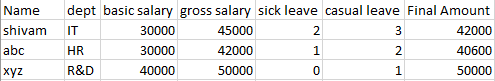 Name dept basic salary gross salary sick leave casual leave Final Amount
shivam IT 30000 45000 2 3 42000
abc HR 30000 42000 1 2 40600
xyz R&D 40000 50000 0 1 50000